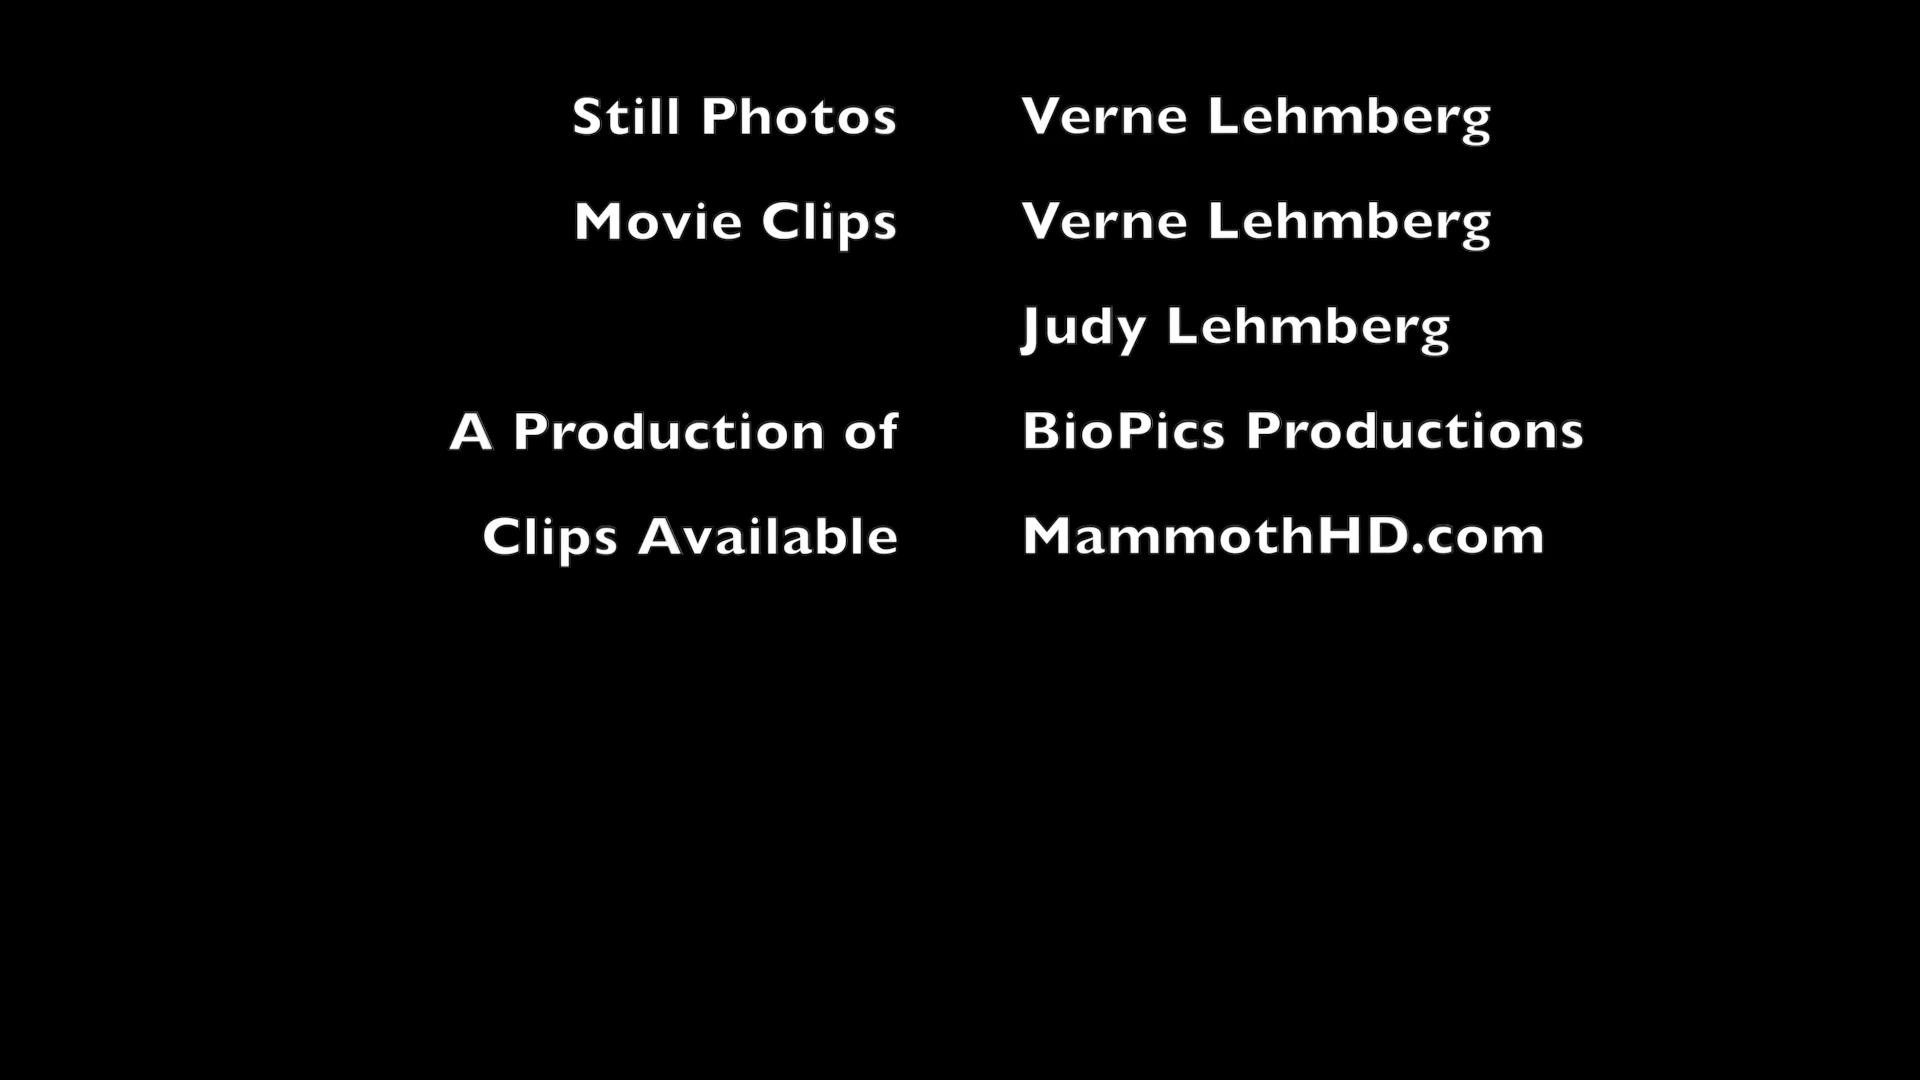 Still Photos Verne Lehmberg
Movie Clips Verne Lehmberg
Judy Lehmberg
A Production of BioPics Productions
Clips Available MammothHD.com